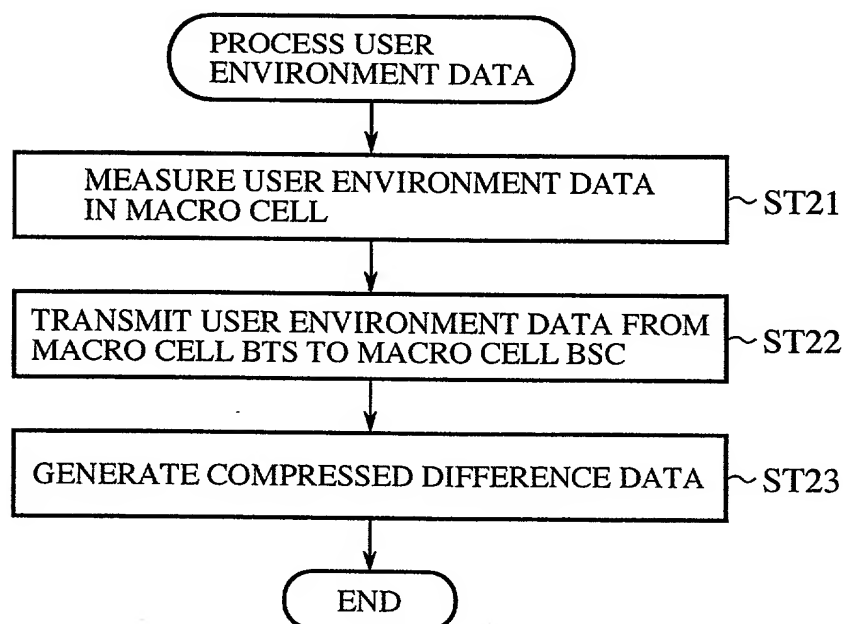 PROCESS USER
ENVIRONMENT DATA
MEASURE USER ENVIRONMENT DATA
IN MACRO CELL
~ ST21
TRANSMIT USER ENVIRONMENT DATA FROM
MACRO CELL BTS TO MACRO CELL BSC
~ ST22
GENERATE COMPRESSED DIFFERENCE DATA
~ ST23
END